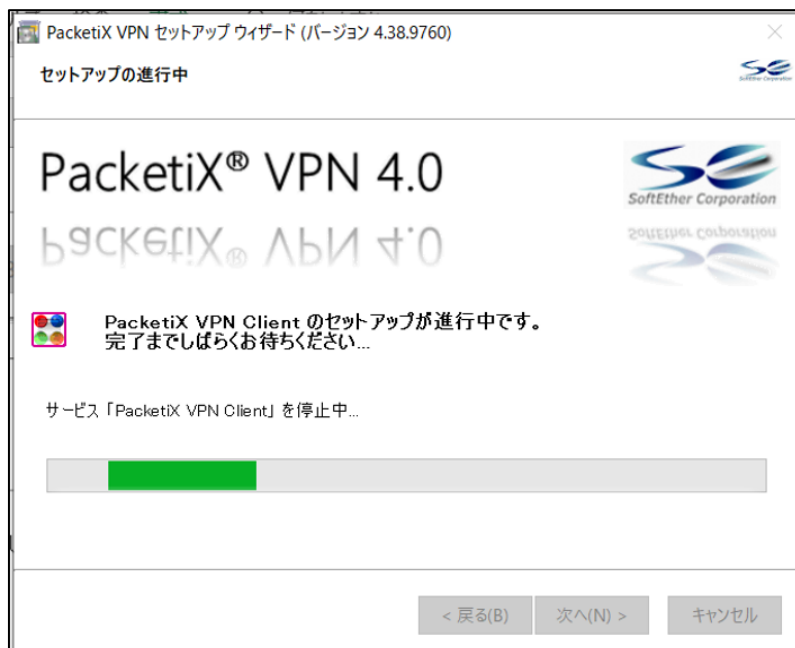 PacketiX VPN セットアップ ウィザード (バージョン 4.38.9760)
セットアップの進行中
SoftEther Corporation
PacketiX® VPN 4.0
SoftEther Corporation
PacketiX VPN Client のセットアップが進行中です。
完了までしばらくお待ちください...
サービス「PacketiX VPN Client」を停止中...
< 戻る(B)
次へ(N) >
キャンセル